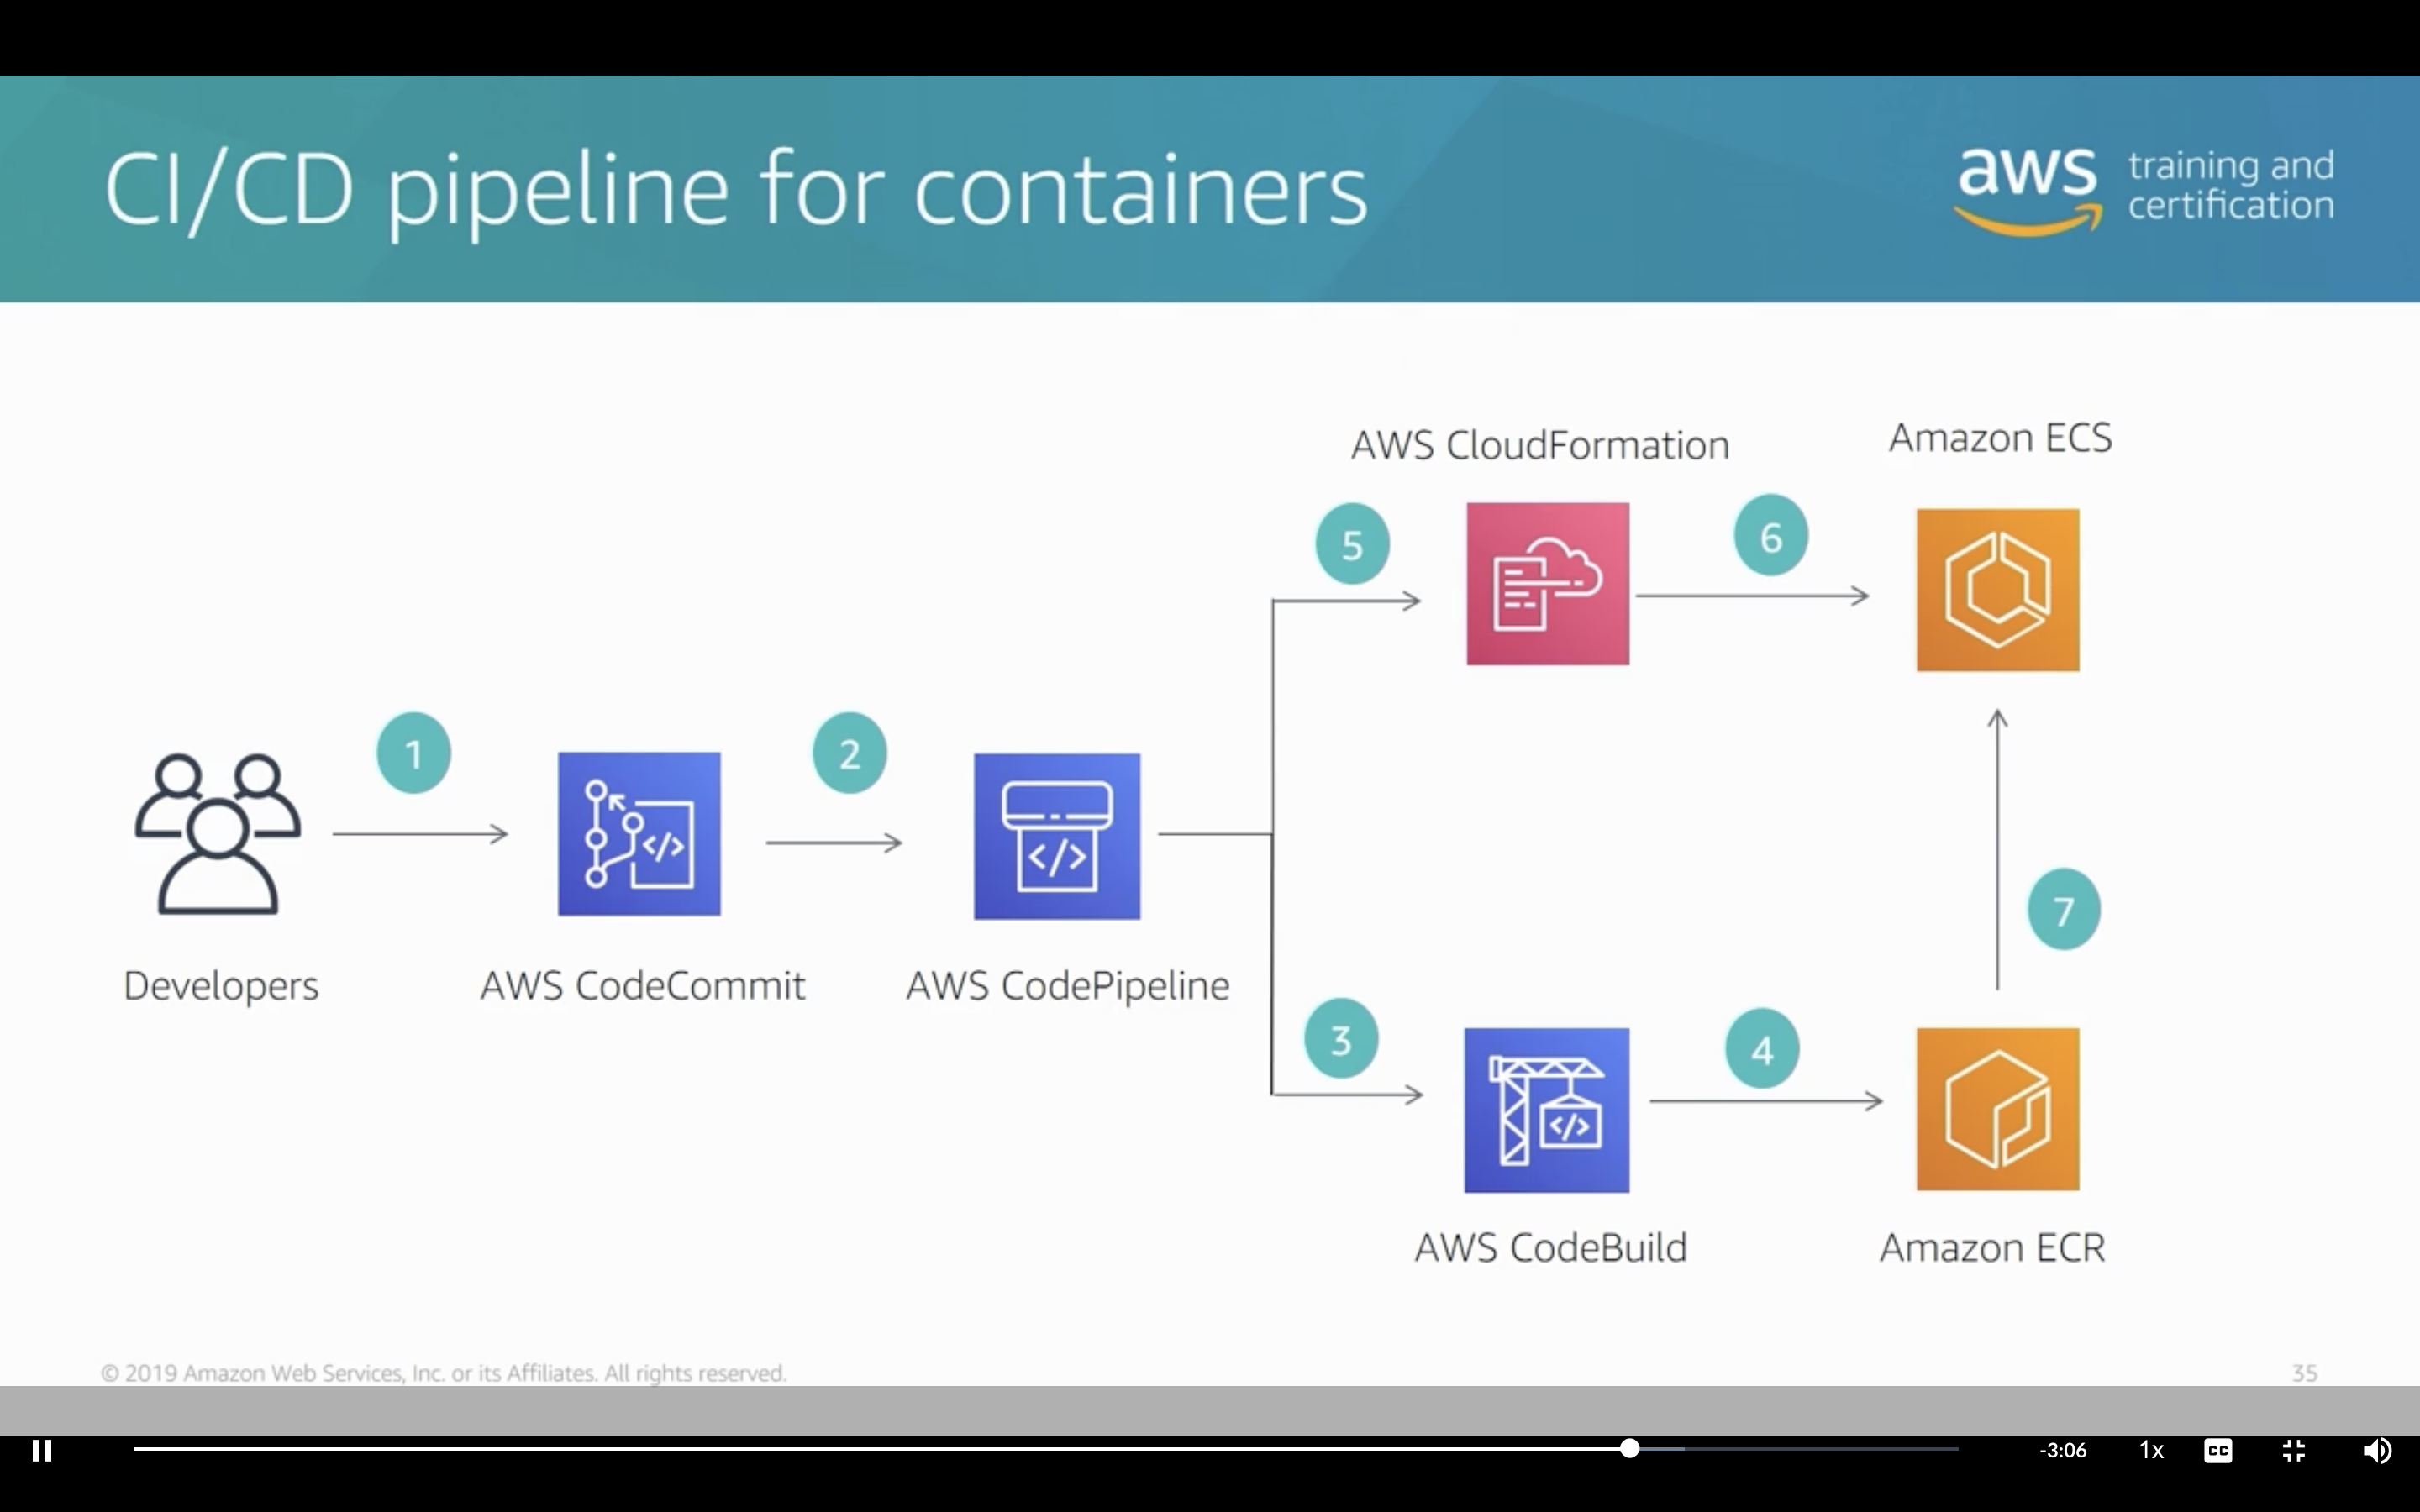 CI/CD pipeline for containers
aws training and
certification
AWS CloudFormation
Amazon ECS
5
6
1
2
</>
</>
Developers
AWS CodeCommit
AWS CodePipeline
7
3
4
</>
AWS CodeBuild
Amazon ECR
© 2019 Amazon Web Services, Inc. or its Affiliates. All rights reserved.
35
-3:06
1x
CC